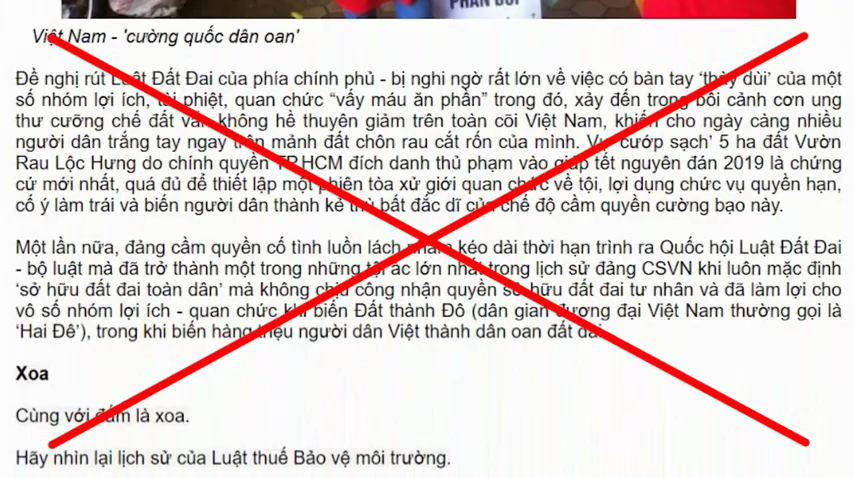 PHẢN ĐỐI
Việt Nam - 'cường quốc dân oan'
Đề nghị rút Luật Đất Đai của phía chính phủ - bị nghi ngờ rất lớn về việc có bàn tay 'thày dùi' của một
số nhóm lợi ích, tài phiệt, quan chức "vấy máu ăn phần" trong đó, xảy đến trong bối cảnh cơn ung
thư cưỡng chế đất vẫn không hề thuyên giảm trên toàn cõi Việt Nam, khiến cho ngày càng nhiều
người dân trắng tay ngay trên mảnh đất chôn rau cắt rốn của mình. Vụ 'cướp sạch' 5 ha đất Vườn
Rau Lộc Hưng do chính quyền TP.HCM đích danh thủ phạm vào giáp tết nguyên đán 2019 là chứng
cứ mới nhất, quá đủ để thiết lập một phiên tòa xử giới quan chức về tội, lợi dụng chức vụ quyền hạn,
cố ý làm trái và biến người dân thành kẻ thù bất đắc dĩ của chế độ cầm quyền cường bạo này.
Một lần nữa, đảng cầm quyền cố tình luồn lách nhằm kéo dài thời hạn trình ra Quốc hội Luật Đất Đai
- bộ luật mà đã trở thành một trong những tội ác lớn nhất trong lịch sử đảng CSVN khi luôn mặc định
'sở hữu đất đai toàn dân' mà không chịu công nhận quyền sở hữu đất đai tư nhân và đã làm lợi cho
vô số nhóm lợi ích - quan chức khi biến Đất thành Đô (dân gian đương đại Việt Nam thường gọi là
'Hai Đê'), trong khi biến hàng triệu người dân Việt thành dân oan đất đai.
Xoa
Cùng với đấm là xoa.
Hãy nhìn lại lịch sử của Luật thuế Bảo vệ môi trường.